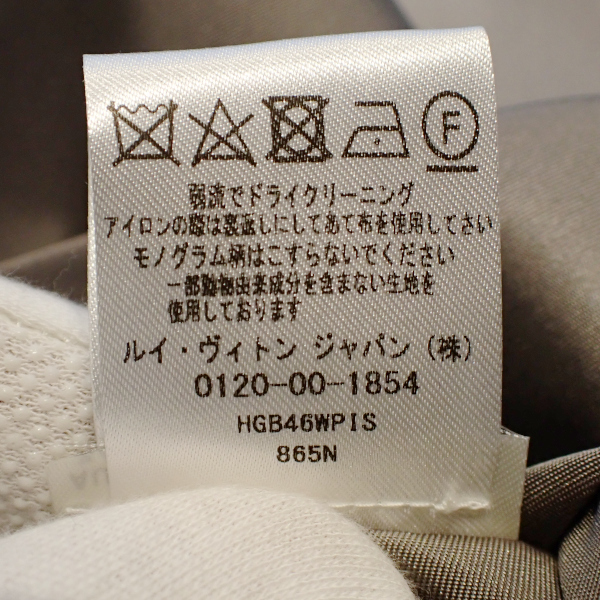 F
弱流でドライクリーニング
アイロンの際は裏返しにしてあて布を使用して下さい
モノグラム柄はこすらないでください
一部動物由来成分を含まない生地を
使用しております
ルイ・ヴィトン ジャパン（株）
0120-00-1854
HGB46WPIS
865N